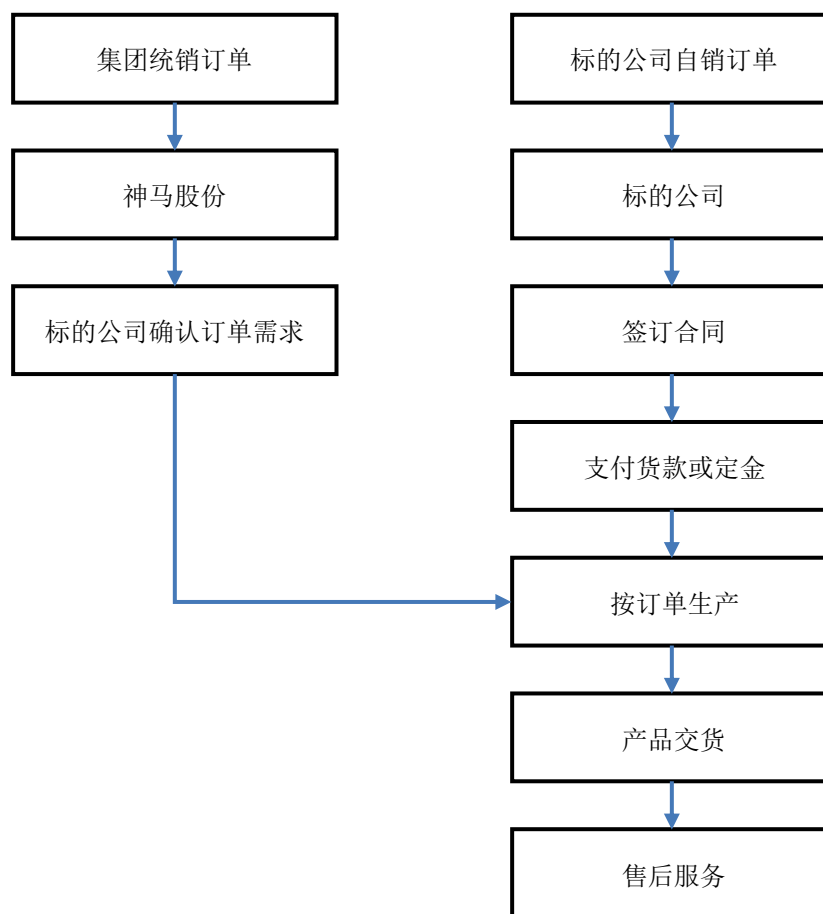 集团统销订单
神马股份
标的公司确认订单需求
标的公司自销订单
标的公司
签订合同
支付货款或定金
按订单生产
产品交货
售后服务